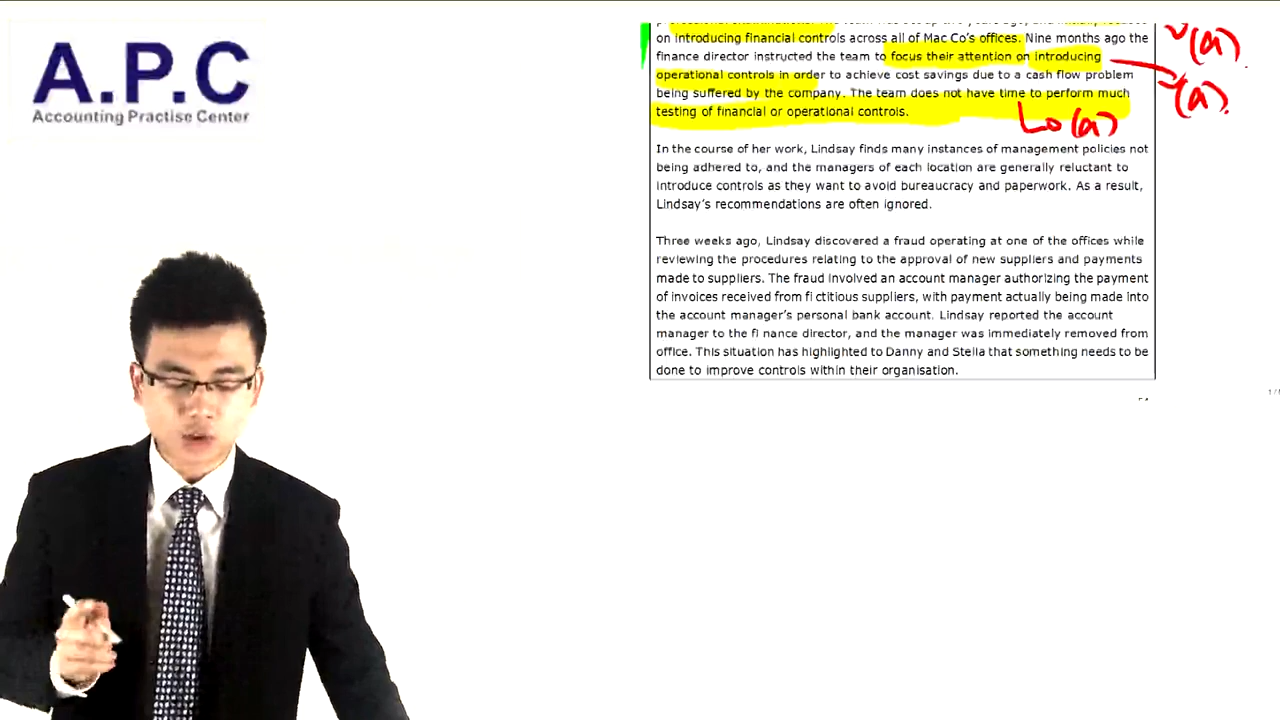 A.P.C
Accounting Practise Center
on introducing financial controls across all of Mac Co's offices. Nine months ago the
finance director instructed the team to focus their attention on introducing
operational controls in order to achieve cost savings due to a cash flow problem
being suffered by the company. The team does not have time to perform much
testing of financial or operational controls.
(a)
(a)
(a)
In the course of her work, Lindsay finds many instances of management policies not
being adhered to, and the managers of each location are generally reluctant to
introduce controls as they want to avoid bureaucracy and paperwork. As a result,
Lindsay's recommendations are often ignored.
Three weeks ago, Lindsay discovered a fraud operating at one of the offices while
reviewing the procedures relating to the approval of new suppliers and payments
made to suppliers. The fraud involved an account manager authorizing the payment
of invoices received from fi ctitious suppliers, with payment actually being made into
the account manager's personal bank account. Lindsay reported the account
manager to the fi nance director, and the manager was immediately removed from
office. This situation has highlighted to Danny and Stella that something needs to be
done to improve controls within their organisation.